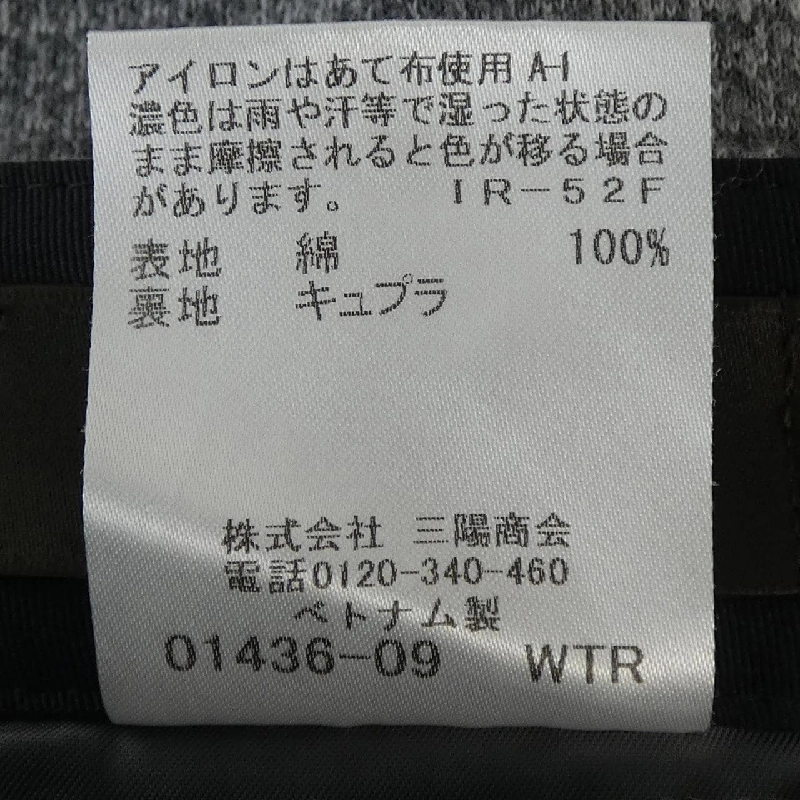 アイロンはあて布使用 A-1
濃色は雨や汗等で湿った状態の
まま摩擦されると色が移る場合
があります。 IR-52F
表地 綿 100%
裏地 キュプラ
株式会社 三陽商会
電話0120-340-460
ベトナム製
01436-09 WTR